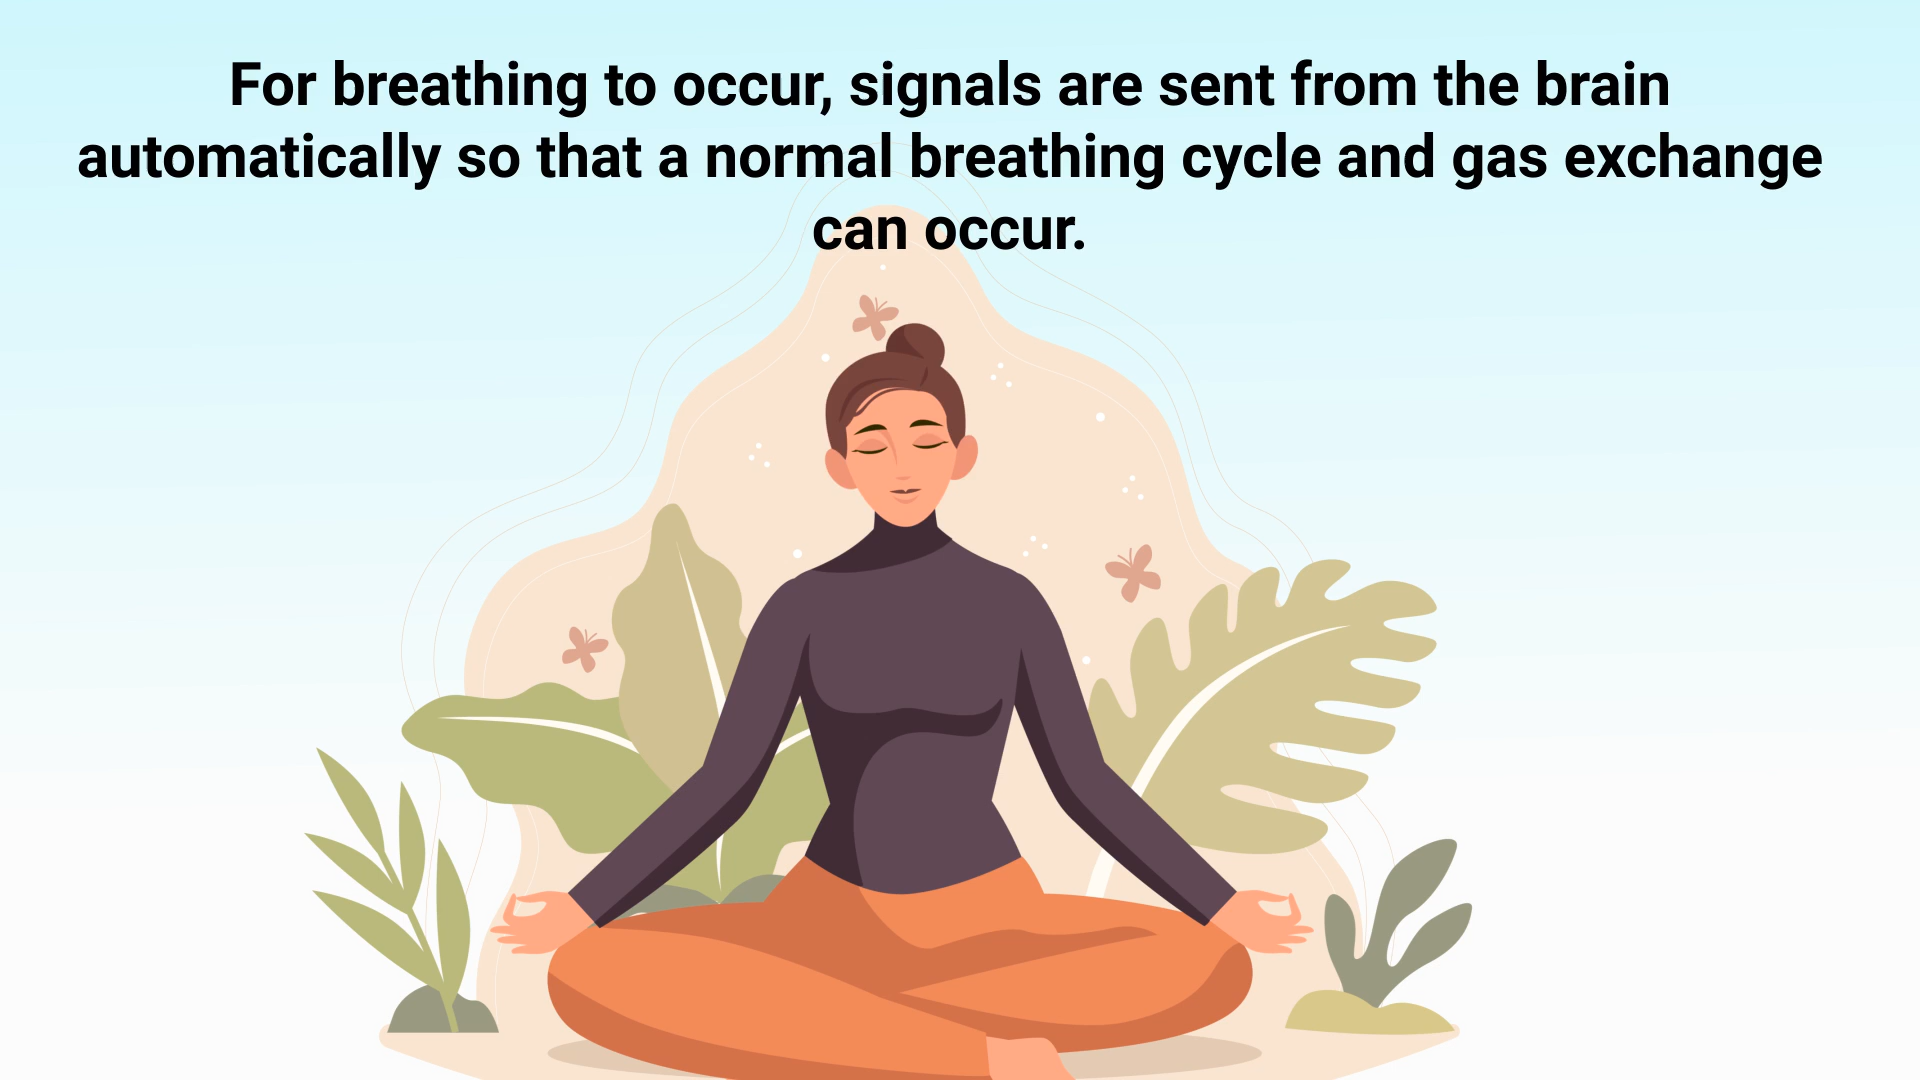 For breathing to occur, signals are sent from the brain
automatically so that a normal breathing cycle and gas exchange
can occur.